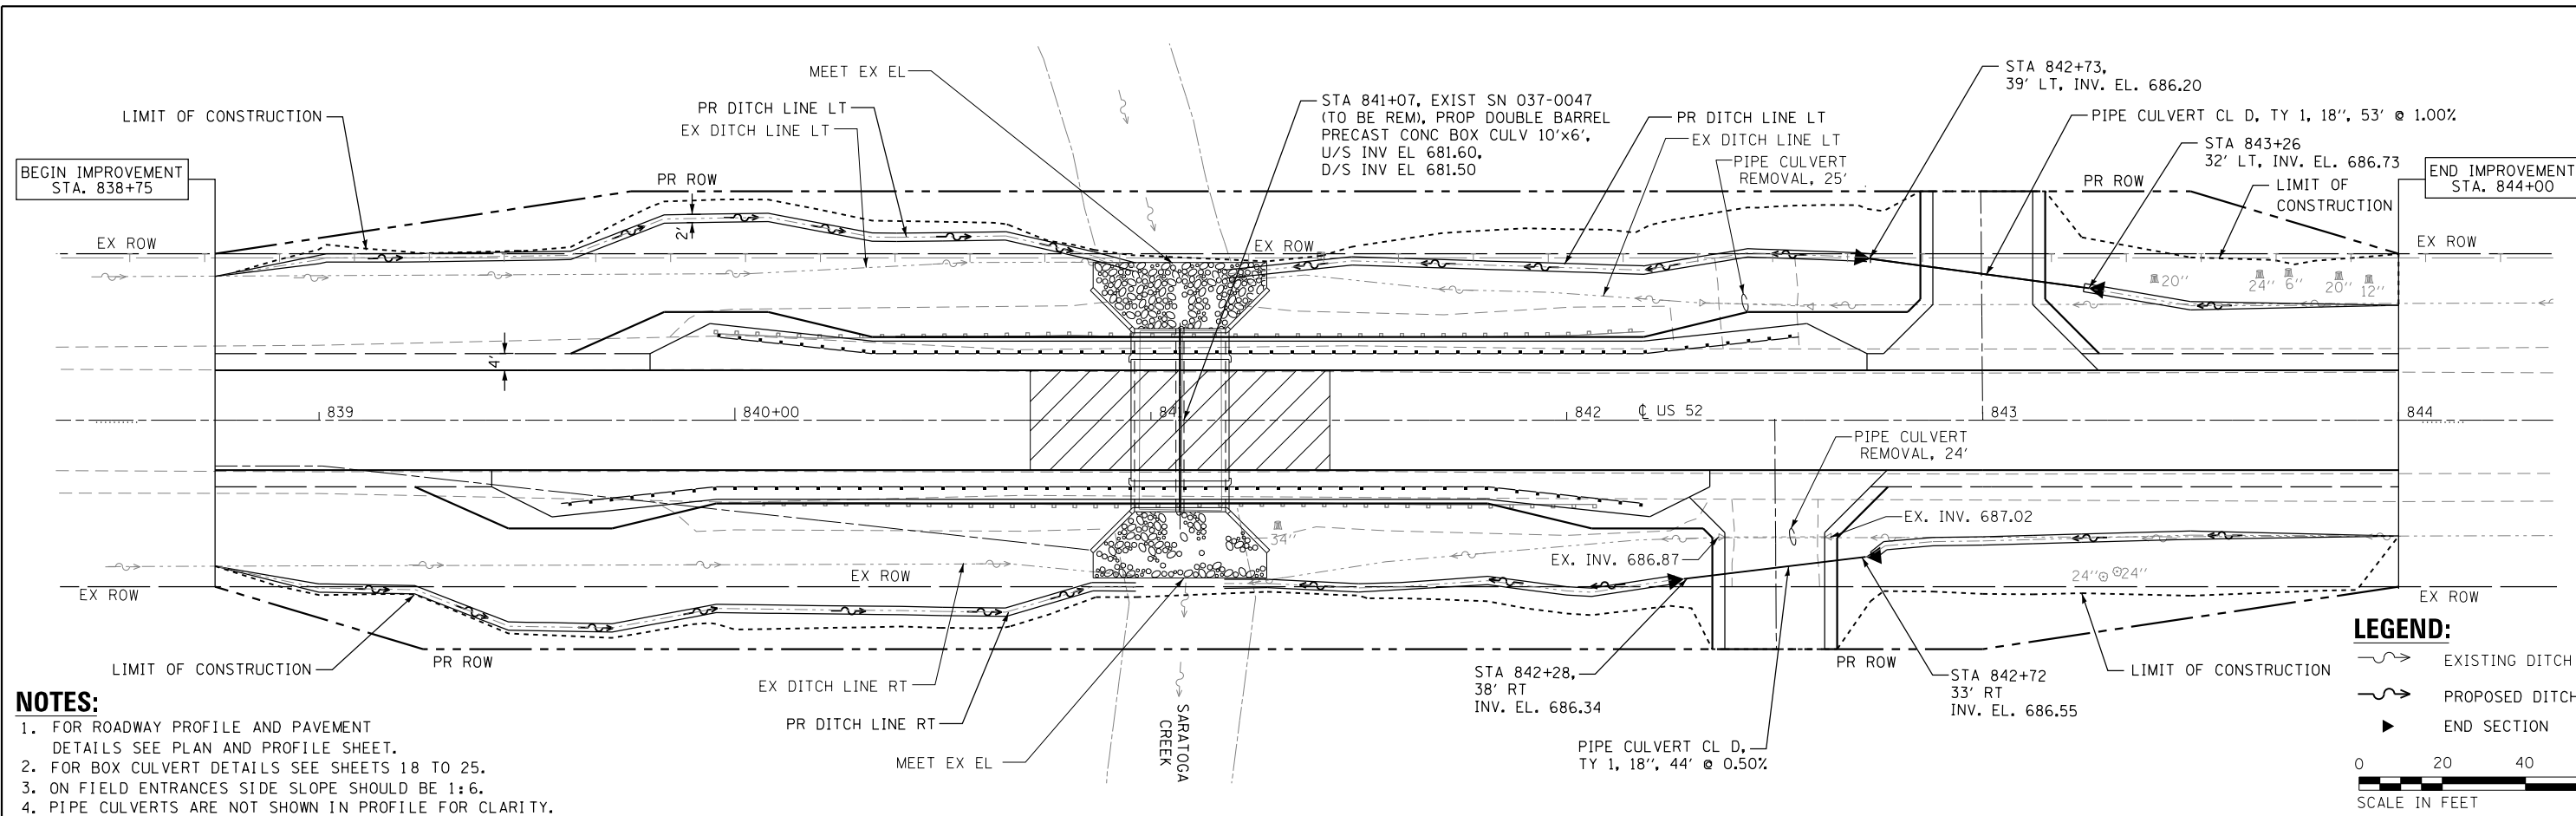 MEET EX EL
LIMIT OF CONSTRUCTION
PR DITCH LINE LT
EX DITCH LINE LT
STA 841+07, EXIST SN 037-0047
(TO BE REM), PROP DOUBLE BARREL
PRECAST CONC BOX CULV 10'x6',
U/S INV EL 681.60,
D/S INV EL 681.50
PR DITCH LINE LT
EX DITCH LINE LT
PIPE CULVERT
REMOVAL, 25'
STA 842+73,
39' LT, INV. EL. 686.20
PIPE CULVERT CL D, TY 1, 18'', 53' @ 1.00%
STA 843+26
32' LT, INV. EL. 686.73
BEGIN IMPROVEMENT
STA. 838+75
END IMPROVEMENT
STA. 844+00
PR ROW
PR ROW
LIMIT OF
CONSTRUCTION
EX ROW
2'
EX ROW
EX ROW
20''
24''
6''
20''
12''
4'
839
840+00
841
842
℄ US 52
843
844
PIPE CULVERT
REMOVAL, 24'
EX. INV. 687.02
34''
EX. INV. 686.87
EX ROW
EX ROW
24''
24''
EX ROW
LIMIT OF CONSTRUCTION
PR ROW
EX DITCH LINE RT
PR DITCH LINE RT
MEET EX EL
SARATOGA
CREEK
STA 842+28,
38' RT
INV. EL. 686.34
PIPE CULVERT CL D,
TY 1, 18'', 44' @ 0.50%
PR ROW
STA 842+72
33' RT
INV. EL. 686.55
LIMIT OF CONSTRUCTION
LEGEND:
EXISTING DITCH
PROPOSED DITCH
END SECTION
0 20 40
SCALE IN FEET
NOTES:
1. FOR ROADWAY PROFILE AND PAVEMENT
DETAILS SEE PLAN AND PROFILE SHEET.
2. FOR BOX CULVERT DETAILS SEE SHEETS 18 TO 25.
3. ON FIELD ENTRANCES SIDE SLOPE SHOULD BE 1:6.
4. PIPE CULVERTS ARE NOT SHOWN IN PROFILE FOR CLARITY.